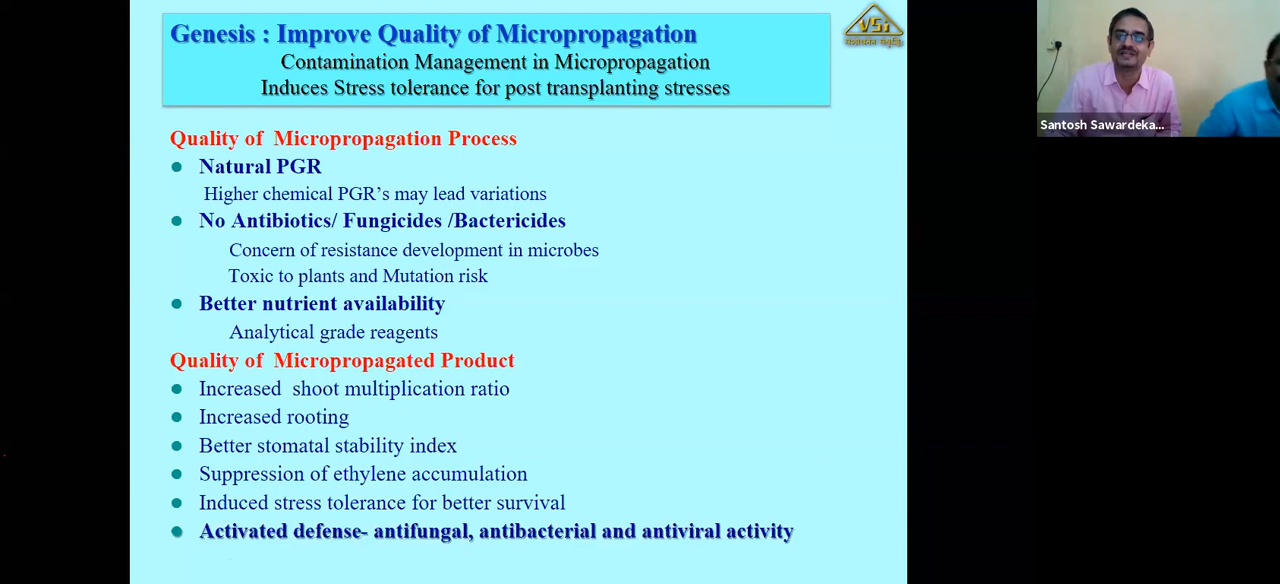 Genesis : Improve Quality of Micropropagation
Contamination Management in Micropropagation
Induces Stress tolerance for post transplanting stresses
VSi
Santosh Sawardeka...
Quality of Micropropagation Process
Natural PGR
Higher chemical PGR’s may lead variations
No Antibiotics/ Fungicides /Bactericides
Concern of resistance development in microbes
Toxic to plants and Mutation risk
Better nutrient availability
Analytical grade reagents
Quality of Micropropagated Product
Increased shoot multiplication ratio
Increased rooting
Better stomatal stability index
Suppression of ethylene accumulation
Induced stress tolerance for better survival
Activated defense- antifungal, antibacterial and antiviral activity